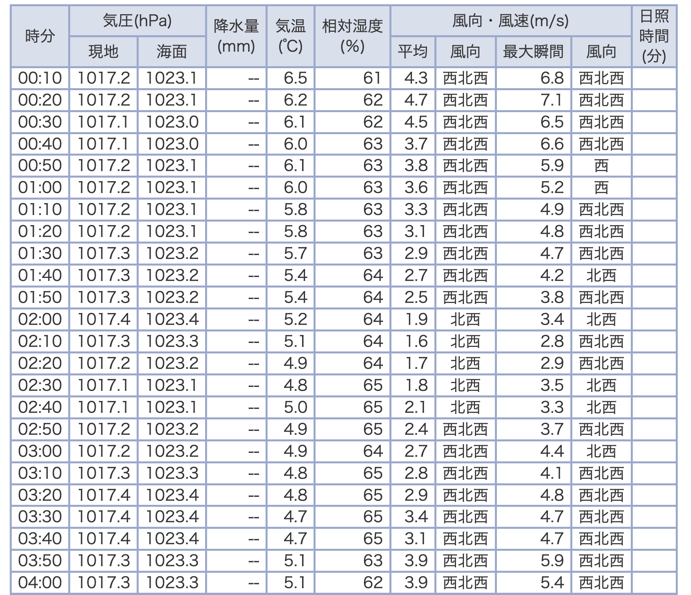 時分 気圧(hPa) 降水量(mm) 気温(℃) 相対湿度(%) 風向・風速(m/s) 日照時間(分)
現地 海面 平均 風向 最大瞬間 風向
00:10 1017.2 1023.1 -- 6.5 61 4.3 西北西 6.8 西北西
00:20 1017.2 1023.1 -- 6.2 62 4.7 西北西 7.1 西北西
00:30 1017.1 1023.0 -- 6.1 62 4.5 西北西 6.5 西北西
00:40 1017.1 1023.0 -- 6.0 63 3.7 西北西 6.6 西北西
00:50 1017.2 1023.1 -- 6.1 63 3.8 西北西 5.9 西
01:00 1017.2 1023.1 -- 6.0 63 3.6 西北西 5.2 西
01:10 1017.2 1023.1 -- 5.8 63 3.3 西北西 4.9 西北西
01:20 1017.2 1023.1 -- 5.8 63 3.1 西北西 4.8 西北西
01:30 1017.3 1023.2 -- 5.7 63 2.9 西北西 4.7 西北西
01:40 1017.3 1023.2 -- 5.4 64 2.7 西北西 4.2 北西
01:50 1017.3 1023.2 -- 5.4 64 2.5 西北西 3.8 西北西
02:00 1017.4 1023.4 -- 5.2 64 1.9 北西 3.4 北西
02:10 1017.3 1023.3 -- 5.1 64 1.6 北西 2.8 西北西
02:20 1017.2 1023.2 -- 4.9 64 1.7 北西 2.9 西北西
02:30 1017.1 1023.1 -- 4.8 65 1.8 北西 3.5 北西
02:40 1017.1 1023.1 -- 5.0 65 2.1 北西 3.3 北西
02:50 1017.2 1023.2 -- 4.9 65 2.4 西北西 3.7 西北西
03:00 1017.2 1023.2 -- 4.9 64 2.7 西北西 4.4 北西
03:10 1017.3 1023.3 -- 4.8 65 2.8 西北西 4.1 西北西
03:20 1017.4 1023.4 -- 4.8 65 2.9 西北西 4.8 西北西
03:30 1017.4 1023.4 -- 4.7 65 3.4 西北西 4.7 西北西
03:40 1017.4 1023.4 -- 4.7 65 3.1 西北西 4.7 西北西
03:50 1017.3 1023.3 -- 5.1 63 3.9 西北西 5.9 西北西
04:00 1017.3 1023.3 -- 5.1 62 3.9 西北西 5.4 西北西